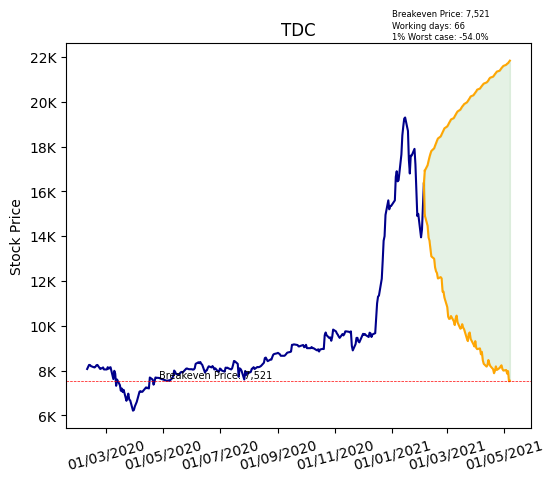 Breakeven Price: 7,521
Working days: 66
1% Worst case: -54.0%
TDC
Stock Price
22K
20K
18K
16K
14K
12K
10K
8K
6K
Breakeven Price: 7,521
01/03/2020
01/05/2020
01/07/2020
01/09/2020
01/11/2020
01/01/2021
01/03/2021
01/05/2021